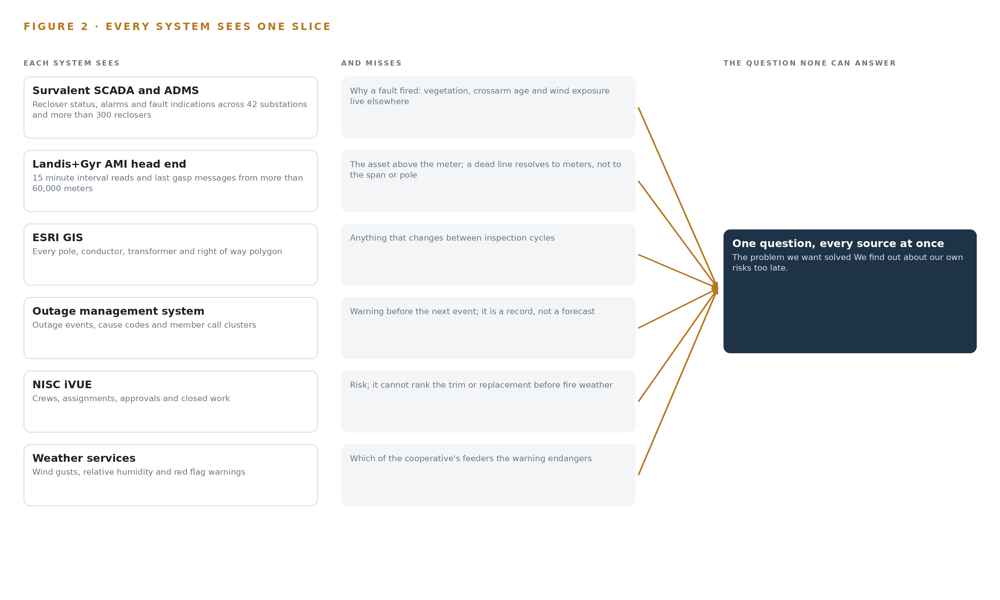 FIGURE 2 · EVERY SYSTEM SEES ONE SLICE
EACH SYSTEM SEES
AND MISSES
THE QUESTION NONE CAN ANSWER
Survalent SCADA and ADMS
Recloser status, alarms and fault indications across 42 substations
and more than 300 reclosers
Why a fault fired: vegetation, crossarm age and wind exposure
live elsewhere
Landis+Gyr AMI head end
15 minute interval reads and last gasp messages from more than
60,000 meters
The asset above the meter; a dead line resolves to meters, not to
the span or pole
ESRI GIS
Every pole, conductor, transformer and right of way polygon
Anything that changes between inspection cycles
Outage management system
Outage events, cause codes and member call clusters
Warning before the next event; it is a record, not a forecast
NISC iVUE
Crews, assignments, approvals and closed work
Risk; it cannot rank the trim or replacement before fire weather
Weather services
Wind gusts, relative humidity and red flag warnings
Which of the cooperative's feeders the warning endangers
One question, every source at once
The problem we want solved We find out about our own
risks too late.